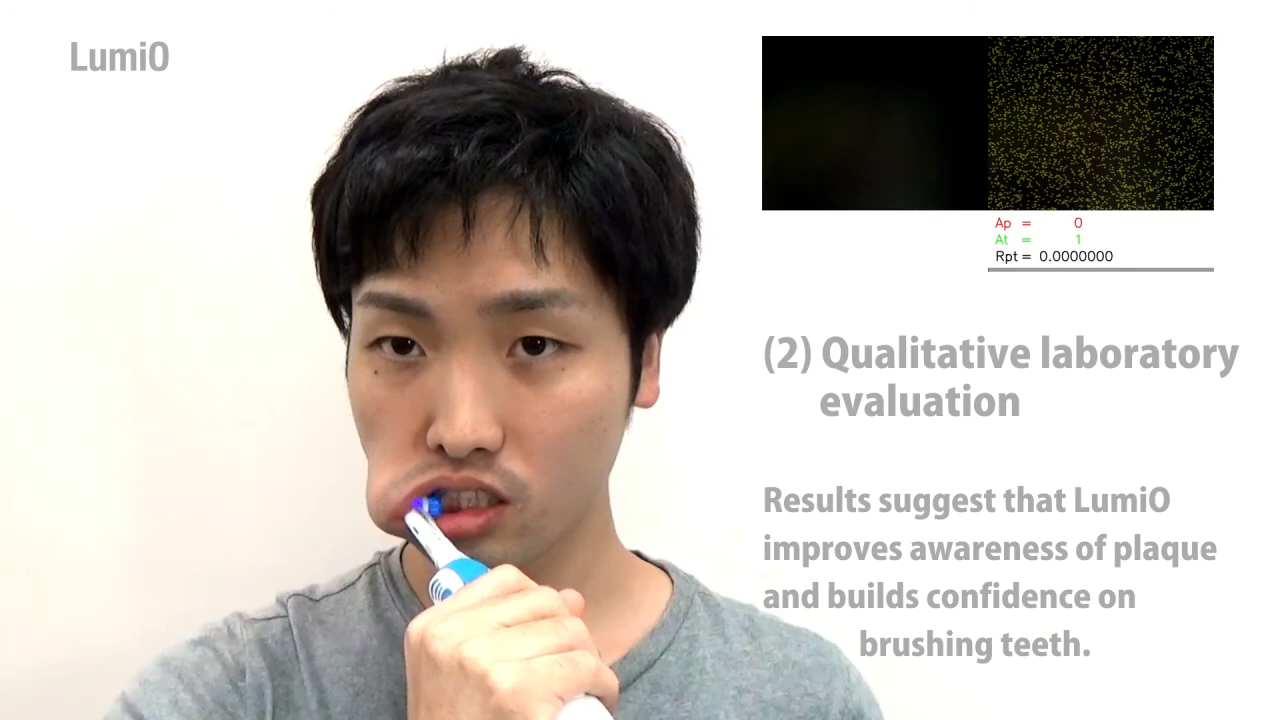 LumiO
Ap = 0
At = 1
Rpt = 0.0000000
(2) Qualitative laboratory
evaluation
Results suggest that LumiO
improves awareness of plaque
and builds confidence on
brushing teeth.